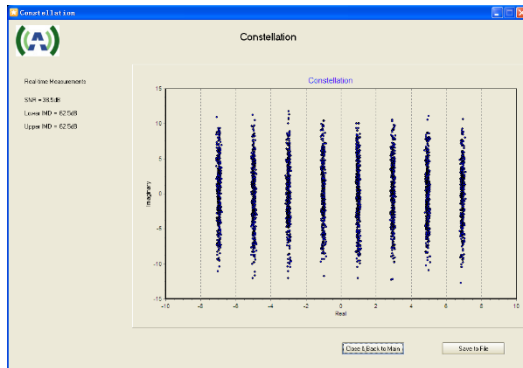 Constellation
Constellation
Realtime Measurements
SNR = 38.5dB
Lower IMD = 62.5dB
Upper IMD = 62.5dB
Constellation
15
10
5
0
-5
-10
-15
Imaginary
-10
-8
-6
-4
-2
0
2
4
6
8
10
Real
Close & Back to Main
Save to File